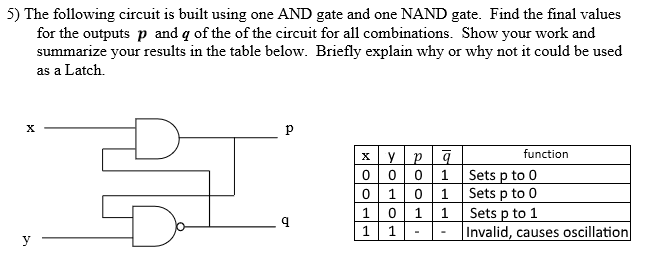 5) The following circuit is built using one AND gate and one NAND gate. Find the final values
for the outputs p and q of the of the circuit for all combinations. Show your work and
summarize your results in the table below. Briefly explain why or why not it could be used
as a Latch.
x
p
q
y
x y p q̅ function
0 0 0 1 Sets p to 0
0 1 0 1 Sets p to 0
1 0 1 1 Sets p to 1
1 1 - - Invalid, causes oscillation